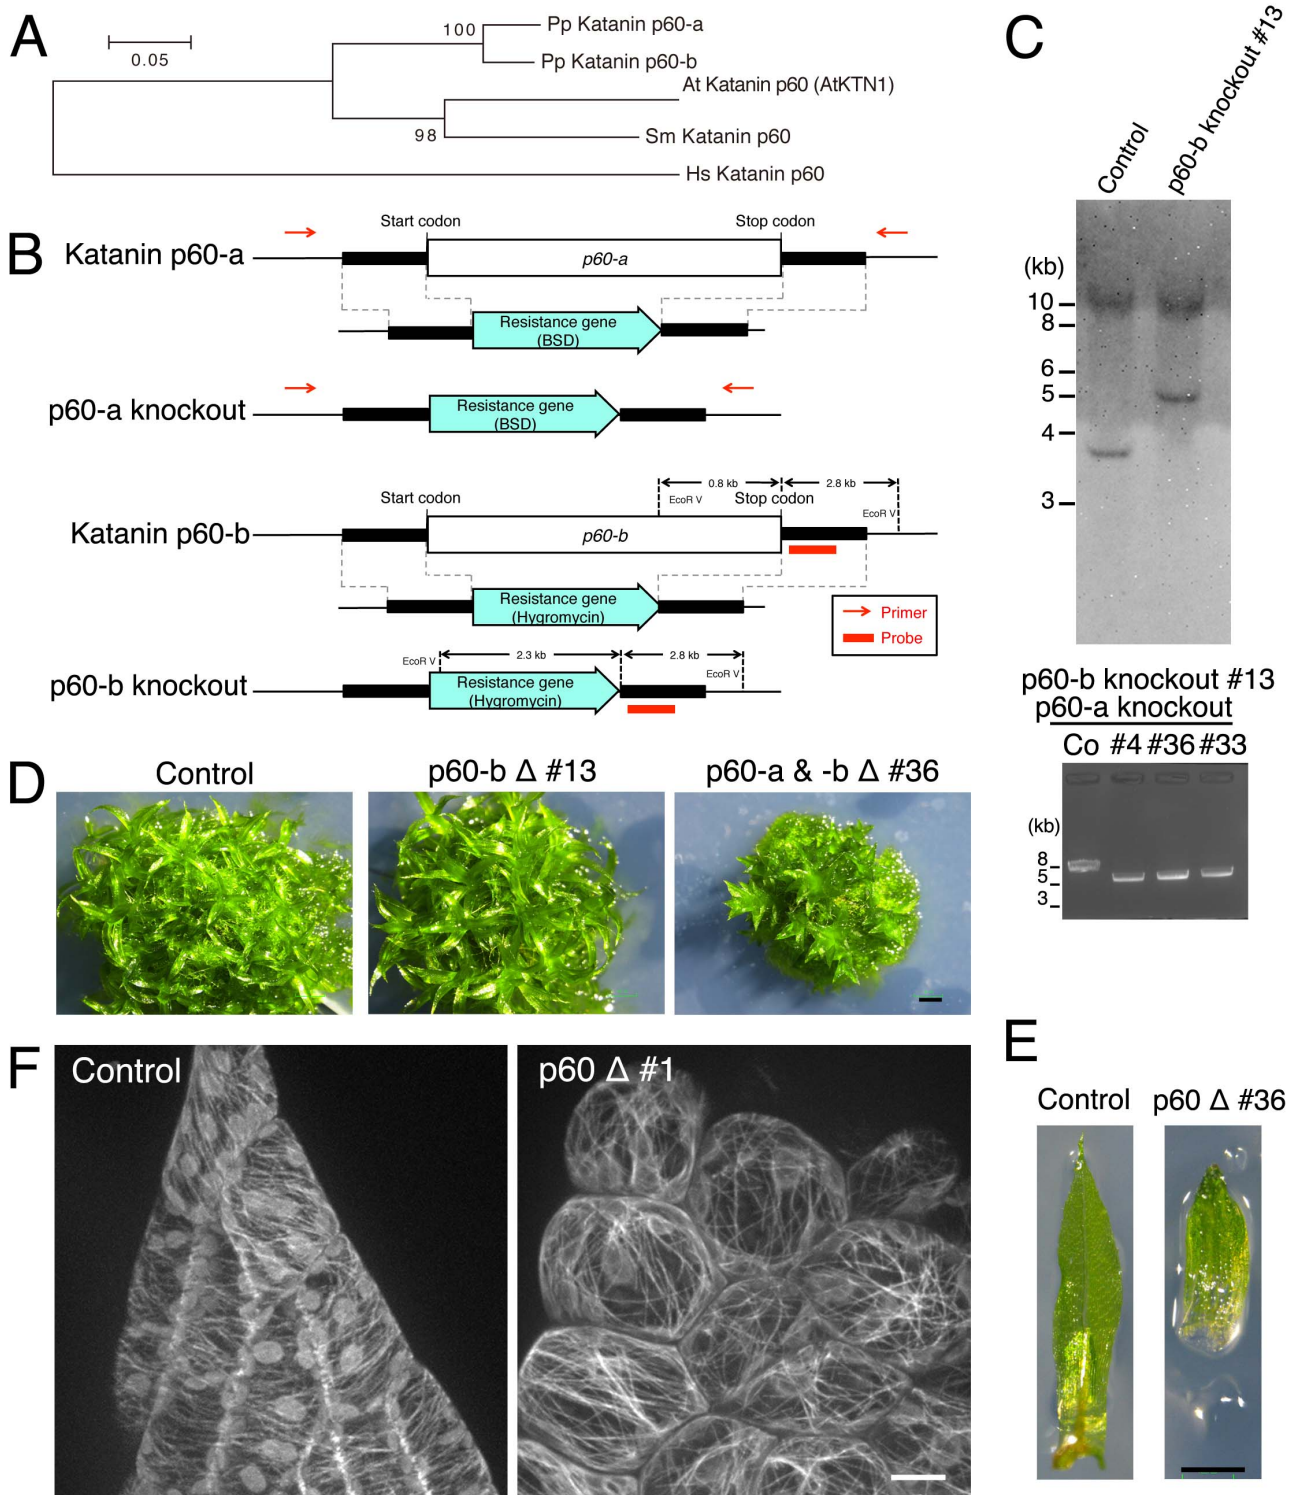 A
0.05
100
98
Pp Katanin p60-a
Pp Katanin p60-b
At Katanin p60 (AtKTN1)
Sm Katanin p60
Hs Katanin p60
B
Start codon
Stop codon
Katanin p60-a
p60-a
Resistance gene
(BSD)
p60-a knockout
Resistance gene
(BSD)
0.8 kb
2.8 kb
Start codon
EcoR V
Stop codon
EcoR V
Katanin p60-b
p60-b
Resistance gene
(Hygromycin)
Primer
Probe
EcoR V
2.3 kb
2.8 kb
EcoR V
p60-b knockout
Resistance gene
(Hygromycin)
C
Control
p60-b knockout #13
(kb)
10
8
6
5
4
3
p60-b knockout #13
p60-a knockout
Co #4 #36 #33
(kb)
8
5
3
D
Control
p60-b Δ #13
p60-a & -b Δ #36
E
Control
p60 Δ #36
F
Control
p60 Δ #1